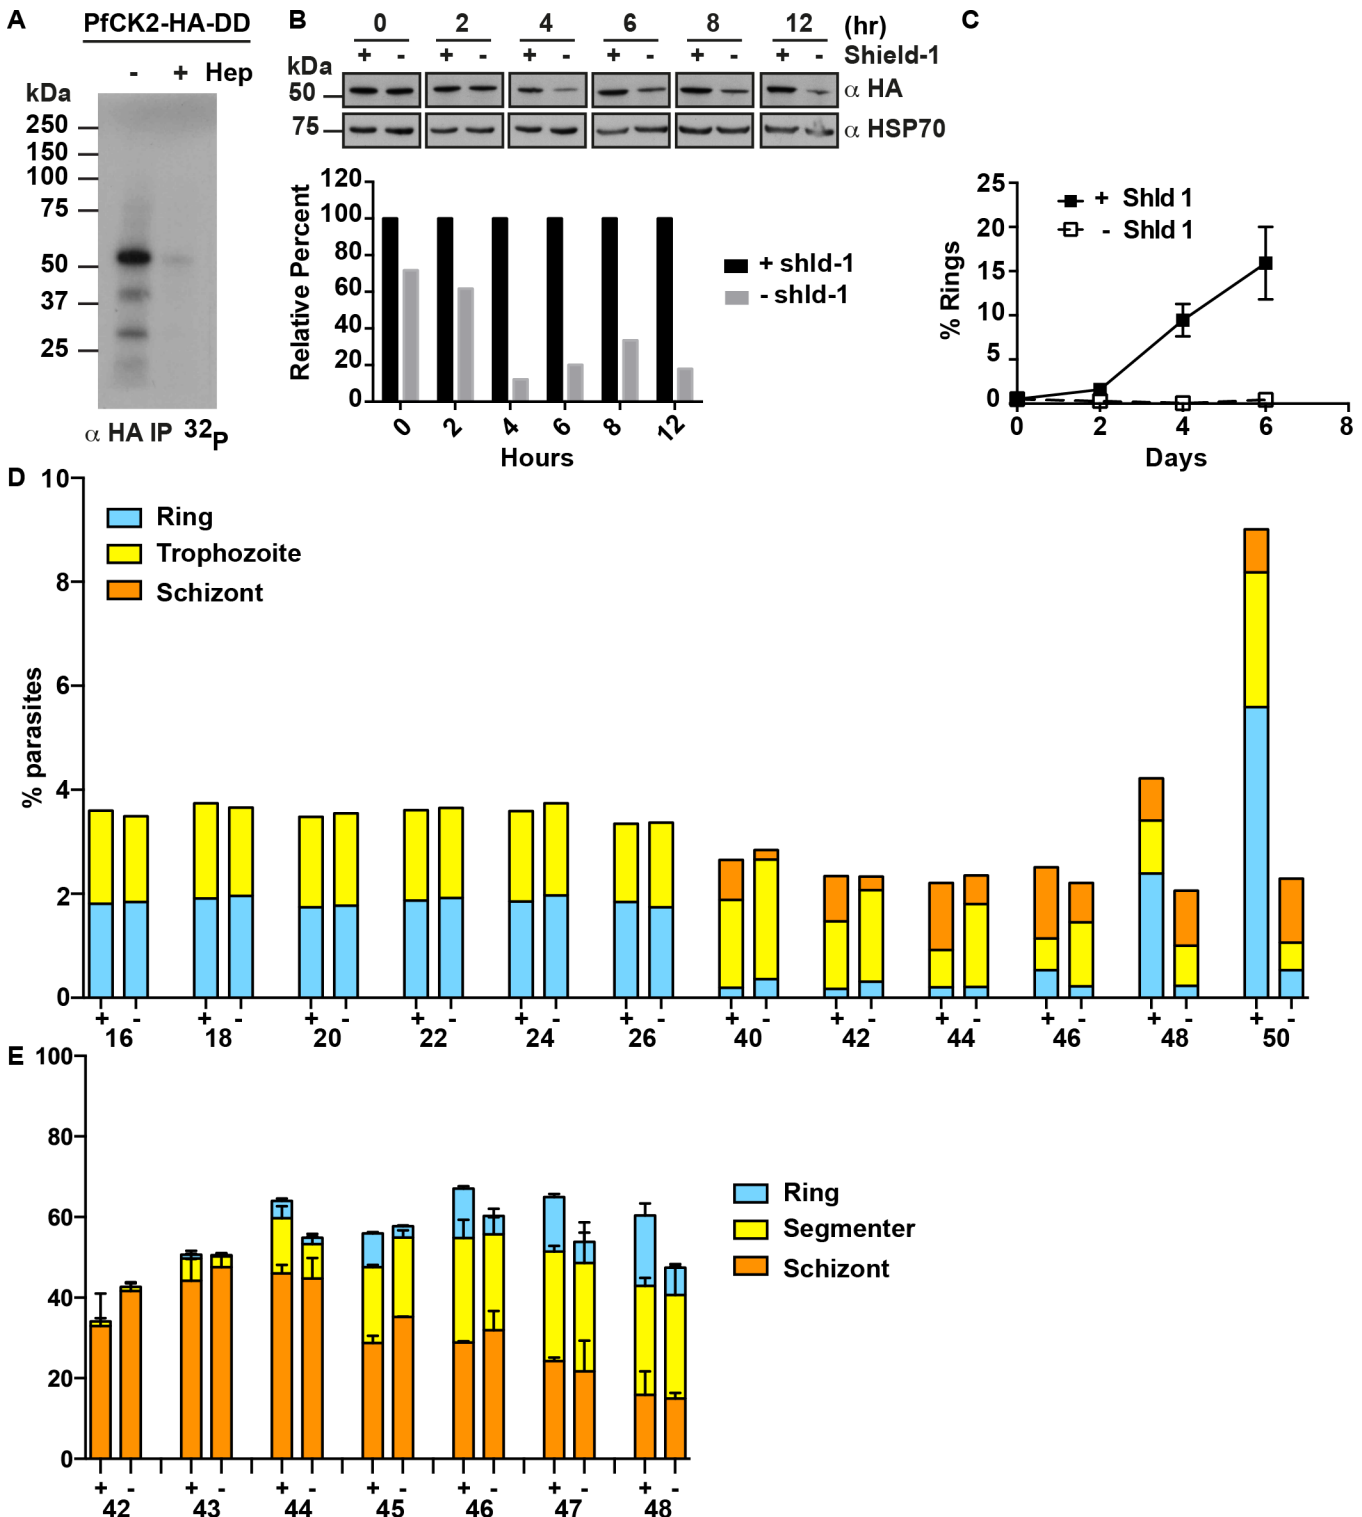 A
PfCK2-HA-DD
- + Hep
kDa
250
150
100
75
50
37
25
α HA IP 32P
B
0 2 4 6 8 12 (hr)
+ - + - + - + - + - + - Shield-1
kDa
50 α HA
75 α HSP70
Relative Percent
120
100
80
60
40
20
0
0 2 4 6 8 12
Hours
+ shld-1
- shld-1
C
% Rings
25
20
15
10
5
0
0 2 4 6 8
Days
+ Shld 1
- Shld 1
D
% parasites
10
8
6
4
2
0
Ring
Trophozoite
Schizont
+ - + - + - + - + - + - + - + - + - + - + - + -
16 18 20 22 24 26 40 42 44 46 48 50
E
100
80
60
40
20
0
Ring
Segmenter
Schizont
+ - + - + - + - + - + - + -
42 43 44 45 46 47 48